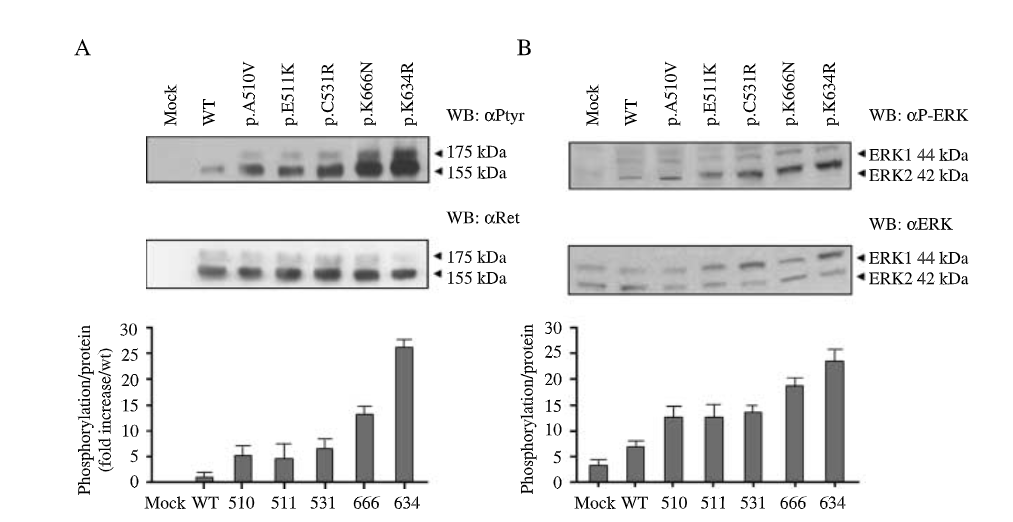 A
Mock WT p.A510V p.E511K p.C531R p.K666N p.K634R
WB: αPtyr
175 kDa
155 kDa
WB: αRet
175 kDa
155 kDa
Phosphorylation/protein
(fold increase/wt)
30
25
20
15
10
5
0
Mock WT 510 511 531 666 634
B
Mock WT p.A510V p.E511K p.C531R p.K666N p.K634R
WB: αP-ERK
ERK1 44 kDa
ERK2 42 kDa
WB: αERK
ERK1 44 kDa
ERK2 42 kDa
Phosphorylation/protein
30
25
20
15
10
5
0
Mock WT 510 511 531 666 634